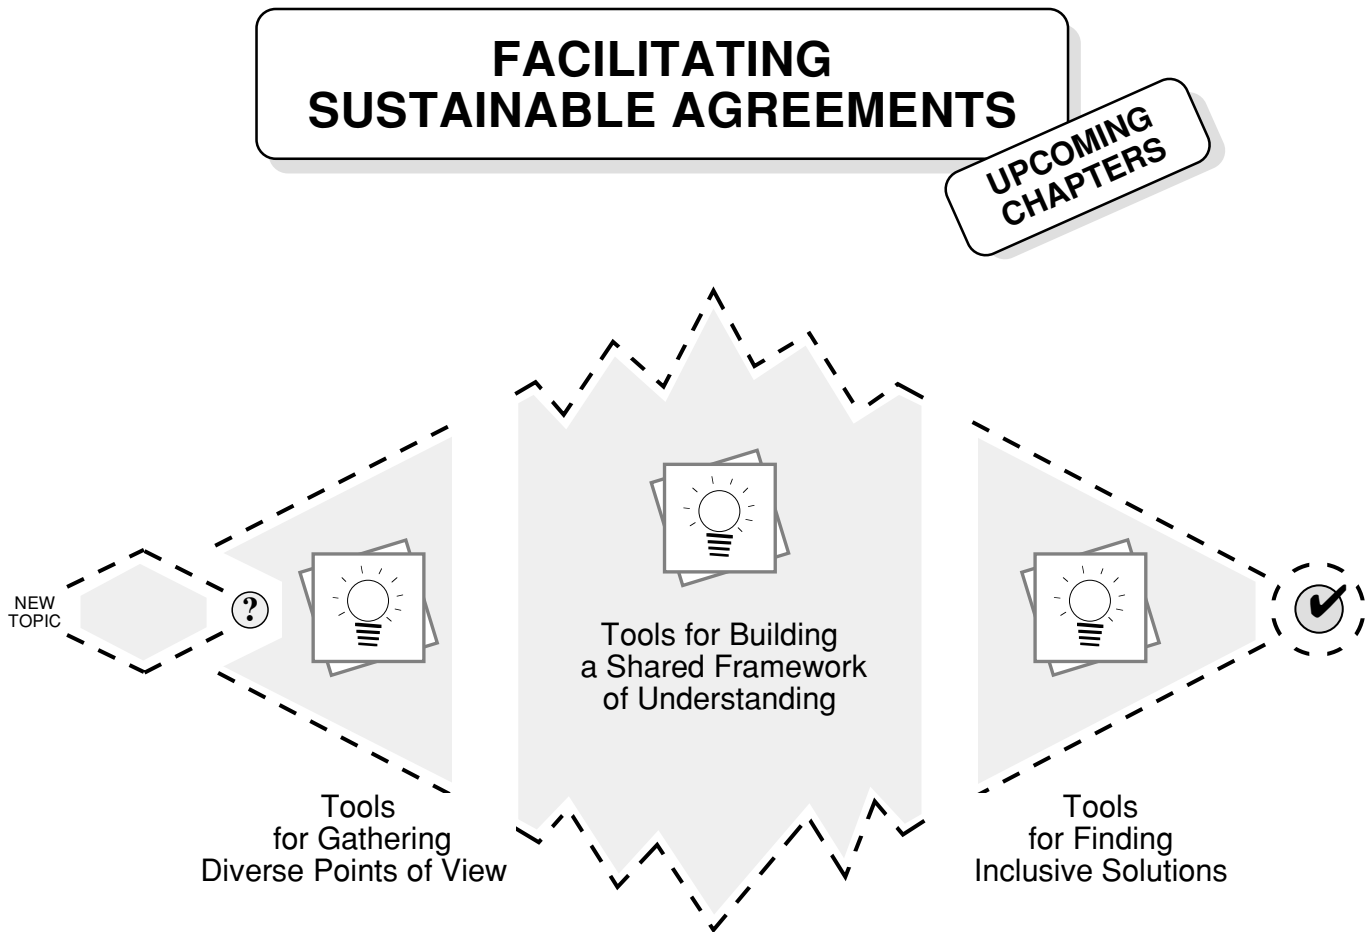 FACILITATING
SUSTAINABLE AGREEMENTS
UPCOMING
CHAPTERS
NEW
TOPIC
?
Tools
for Gathering
Diverse Points of View
Tools for Building
a Shared Framework
of Understanding
Tools
for Finding
Inclusive Solutions